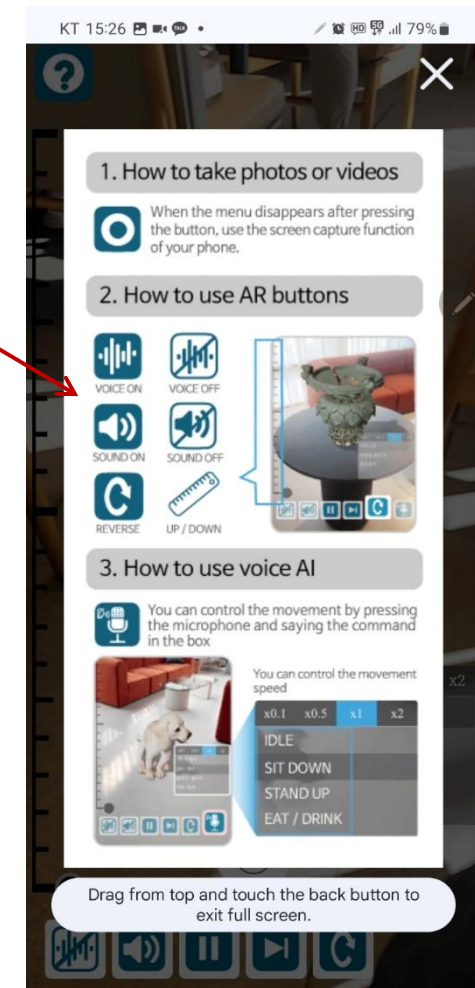 KT 15:26
79%
1. How to take photos or videos
When the menu disappears after pressing
the button, use the screen capture function
of your phone.
2. How to use AR buttons
VOICE ON
VOICE OFF
SOUND ON
SOUND OFF
REVERSE
UP / DOWN
3. How to use voice AI
You can control the movement by pressing
the microphone and saying the command
in the box
You can control the movement
speed
x0.1 x0.5 x1 x2
IDLE
SIT DOWN
STAND UP
EAT / DRINK
x2
Drag from top and touch the back button to
exit full screen.